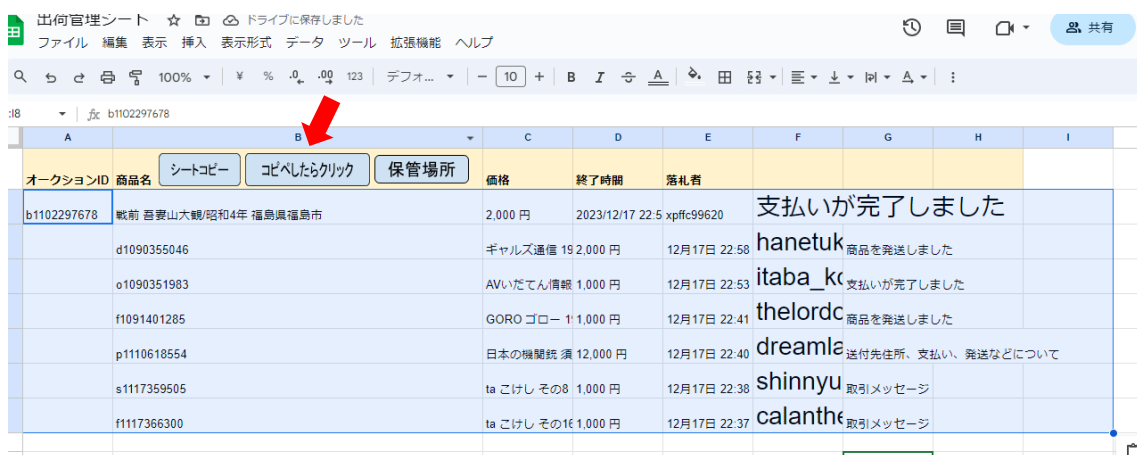 出荷管理シート ドライブに保存しました
ファイル 編集 表示 挿入 表示形式 データ ツール 拡張機能 ヘルプ
共有
100% ¥ % .0 .00 123 デフォ... − 10 + B I A A
:I8 fx b1102297678
A B C D E F G H I
オークションID 商品名 シートコピー コピペしたらクリック 保管場所 価格 終了時間 落札者
b1102297678 戦前 吾妻山大観/昭和4年 福島県福島市 2,000 円 2023/12/17 22:5 xpffc99620 支払いが完了しました
d1090355046 ギャルズ通信 19 2,000 円 12月17日 22:58 hanetuk 商品を発送しました
o1090351983 AVいだてん情報 1,000 円 12月17日 22:53 itaba_ko 支払いが完了しました
f1091401285 GORO ゴロー 1 1,000 円 12月17日 22:41 thelordo 商品を発送しました
p1110618554 日本の機関銃 須 12,000 円 12月17日 22:40 dreamla 送付先住所、支払い、発送などについて
s1117359505 ta こけし その8 1,000 円 12月17日 22:38 shinnyu 取引メッセージ
f1117366300 ta こけし その16 1,000 円 12月17日 22:37 calanthe 取引メッセージ